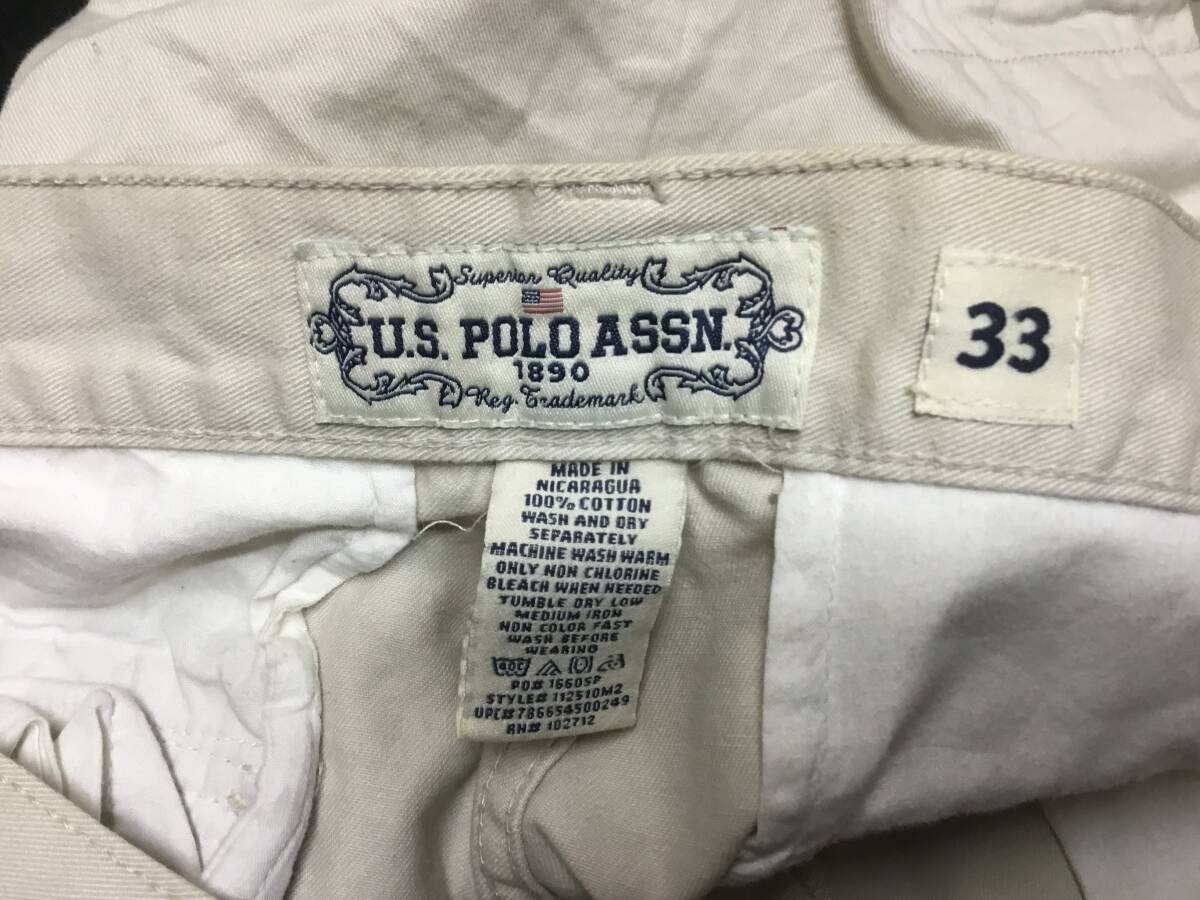 Superior Quality
U.S. POLO ASSN.
1890
Reg. Trademark
33
MADE IN
NICARAGUA
100% COTTON
WASH AND DRY
SEPARATELY
MACHINE WASH WARM
ONLY NON CHLORINE
BLEACH WHEN NEEDED
TUMBLE DRY LOW
MEDIUM IRON
NON COLOR FAST
WASH BEFORE
WEARING
PO# 16605P
STYLE# 112510M2
UPC#786654500249
RN# 102712